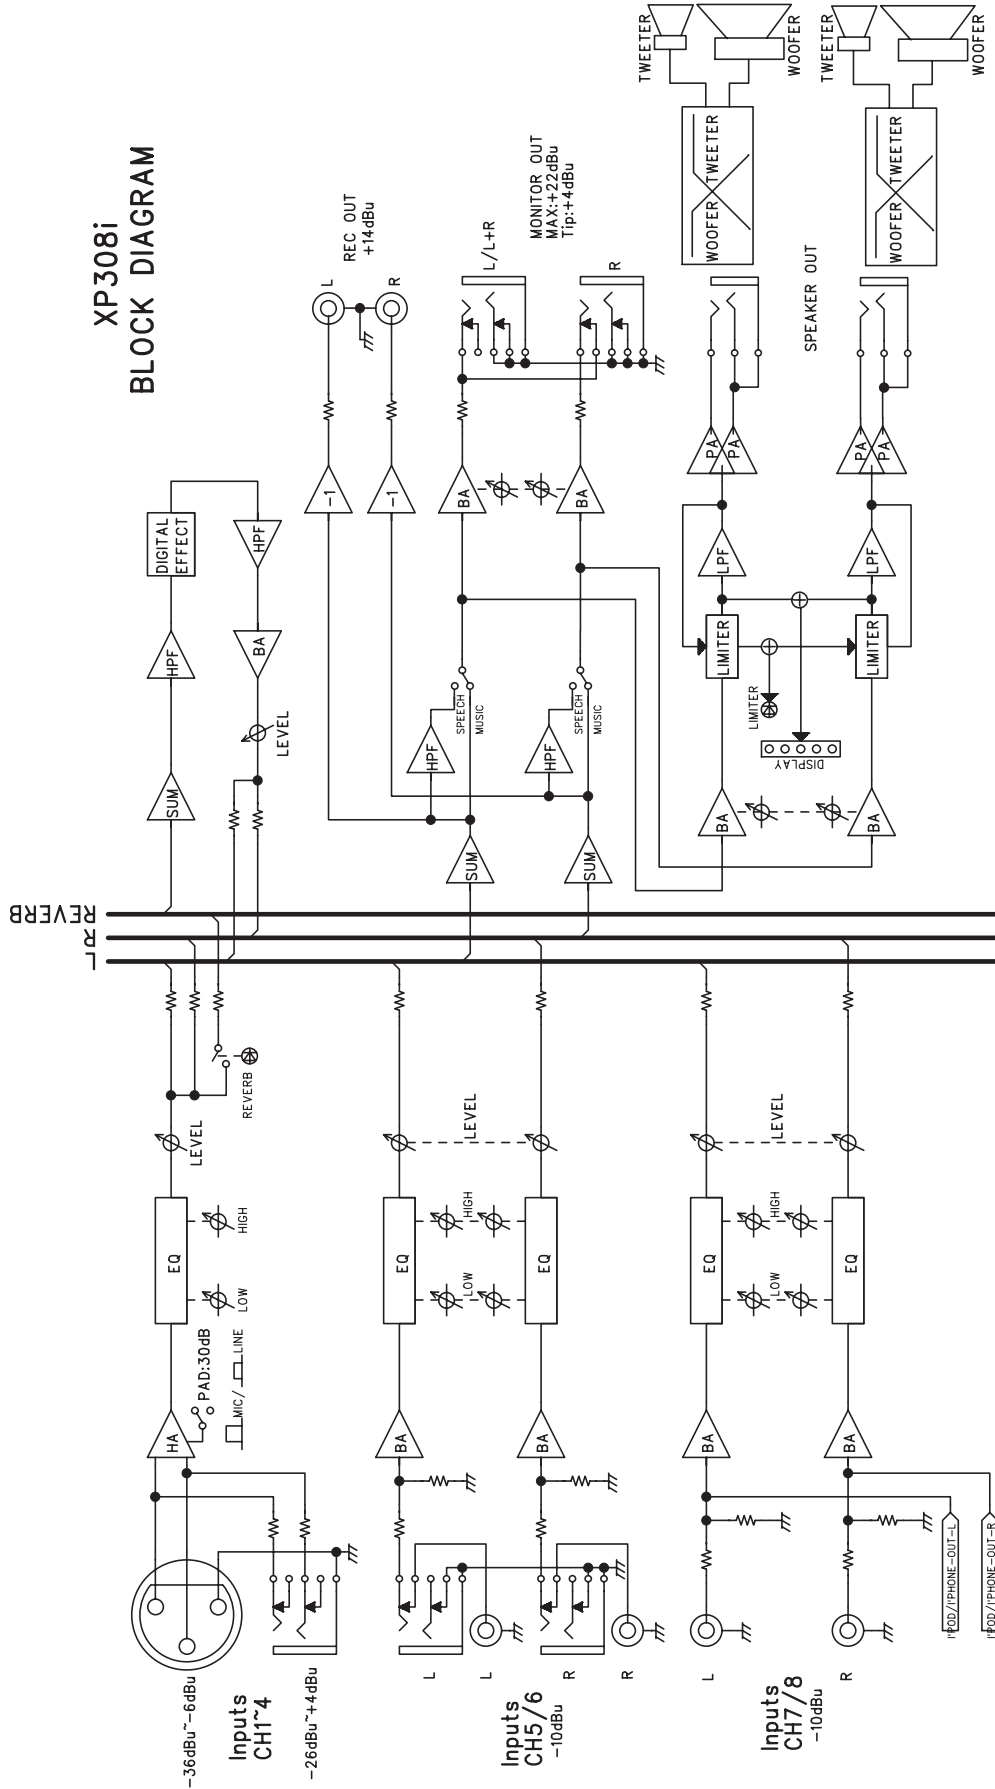 XP308i
BLOCK DIAGRAM
-36dBu~-6dBu
Inputs
CH1~4
-26dBu~+4dBu
HA
PAD:30dB
MIC/
LINE
EQ
LOW
HIGH
LEVEL
REVERB
L
R
REVERB
SUM
HPF
DIGITAL
EFFECT
HPF
BA
LEVEL
L
L
R
R
Inputs
CH5/6
-10dBu
BA
BA
EQ
EQ
LOW
HIGH
LEVEL
SUM
SUM
HPF
HPF
SPEECH
MUSIC
SPEECH
MUSIC
-1
-1
L
R
REC OUT
+14dBu
BA
BA
L/L+R
R
MONITOR OUT
MAX:+22dBu
Tip:+4dBu
L
R
Inputs
CH7/8
-10dBu
I'POD/I'PHONE-OUT-L
I'POD/I'PHONE-OUT-R
BA
BA
EQ
EQ
LOW
HIGH
LEVEL
BA
BA
DISPLAY
LIMITER
LIMITER
LIMITER
LPF
LPF
PA
PA
PA
PA
SPEAKER OUT
WOOFER
TWEETER
WOOFER
TWEETER
TWEETER
WOOFER
TWEETER
WOOFER